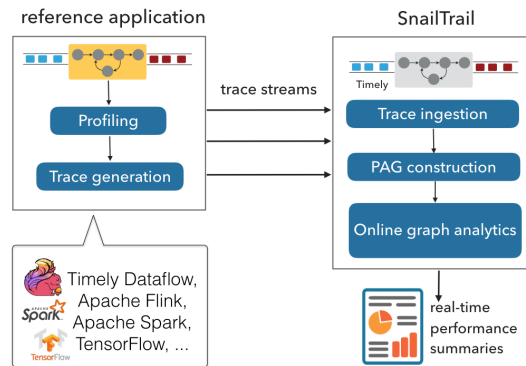 reference application
Profiling
Trace generation
trace streams
SnailTrail
Timely
Trace ingestion
PAG construction
Online graph analytics
real-time
performance
summaries
Timely Dataflow,
Apache Flink,
Apache Spark,
TensorFlow, ...
APACHE
Spark
TensorFlow